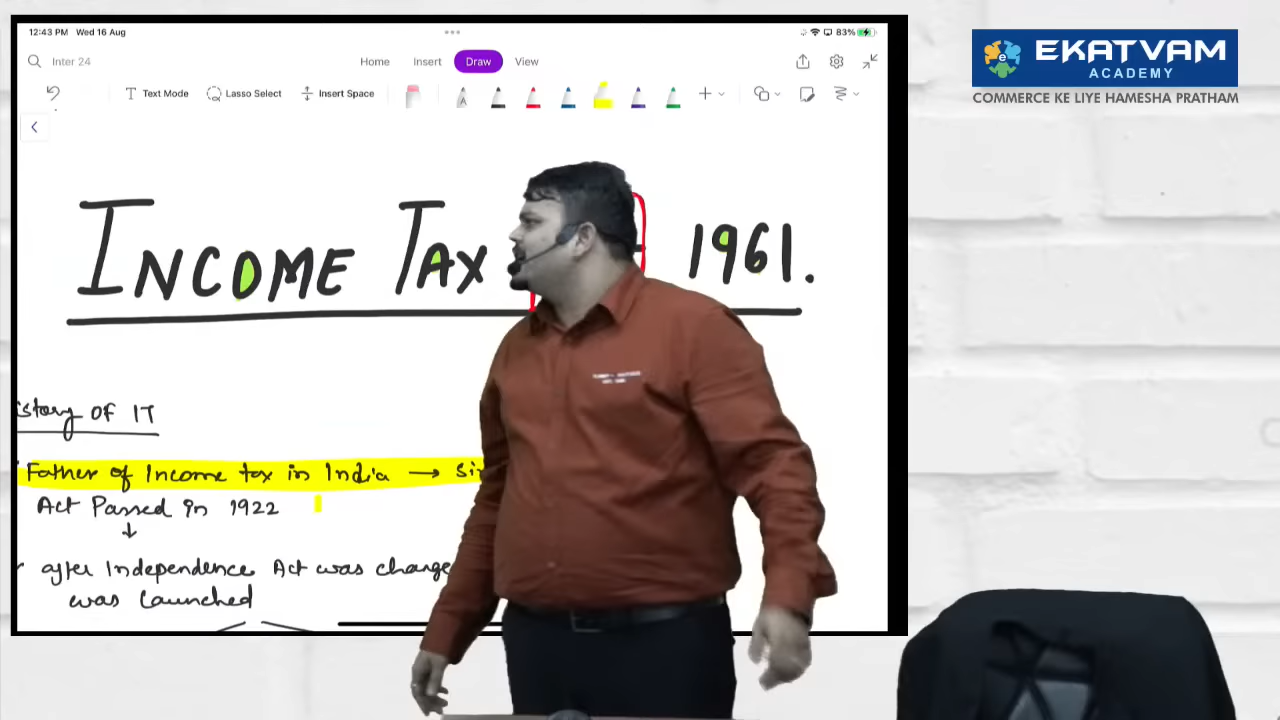 12:43 PM Wed 16 Aug
83%
Inter 24
Home Insert Draw View
Text Mode Lasso Select Insert Space
INCOME TAX 1961.
istory OF IT
Father of Income tax in India → Sir
Act Passed in 1922
↓
after Independence Act was change
was launched
EKATVAM
ACADEMY
COMMERCE KE LIYE HAMESHA PRATHAM